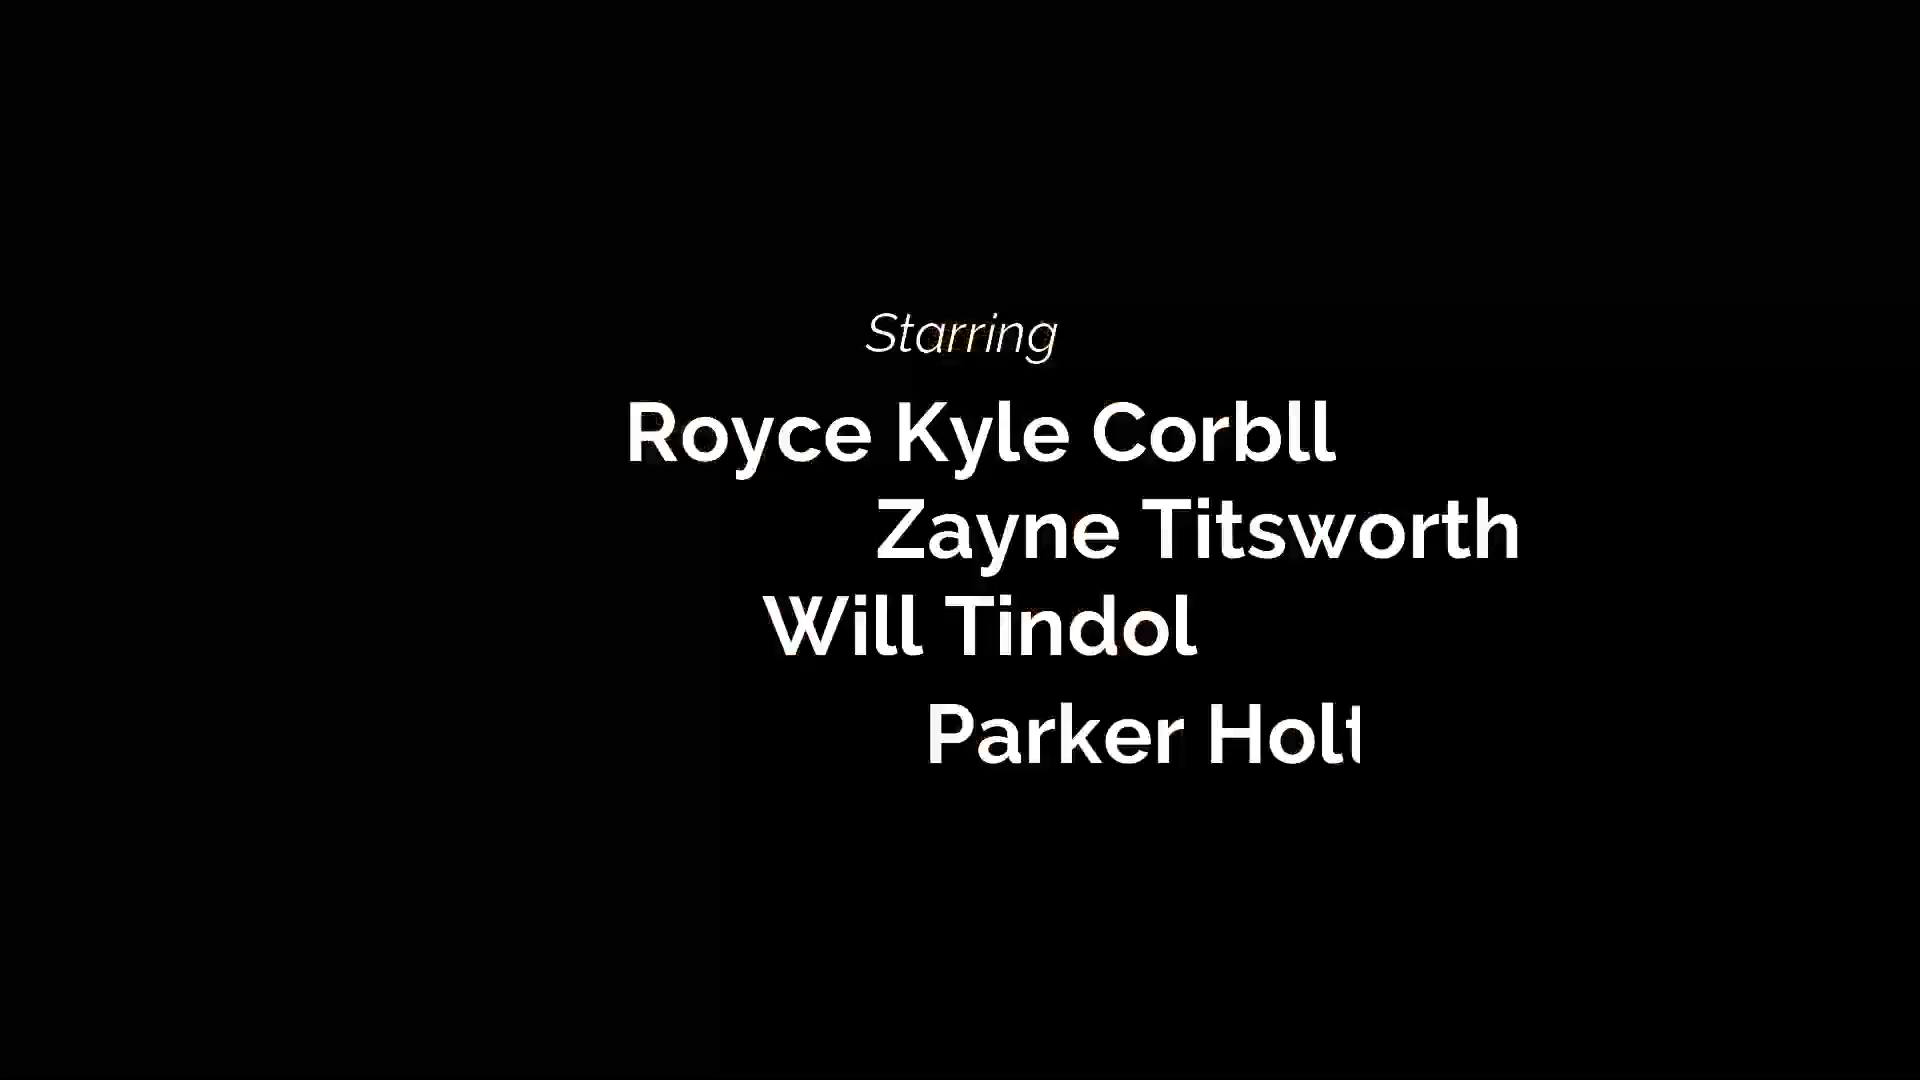 Starring
Royce Kyle Corbll
Zayne Titsworth
Will Tindol
Parker Holt